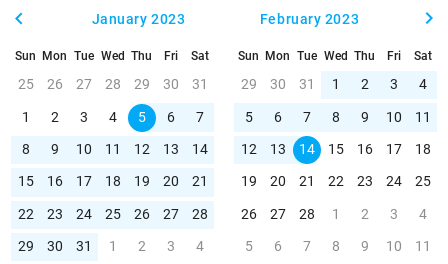 January 2023
Sun Mon Tue Wed Thu Fri Sat
25 26 27 28 29 30 31
1 2 3 4 5 6 7
8 9 10 11 12 13 14
15 16 17 18 19 20 21
22 23 24 25 26 27 28
29 30 31 1 2 3 4
February 2023
Sun Mon Tue Wed Thu Fri Sat
29 30 31 1 2 3 4
5 6 7 8 9 10 11
12 13 14 15 16 17 18
19 20 21 22 23 24 25
26 27 28 1 2 3 4
5 6 7 8 9 10 11